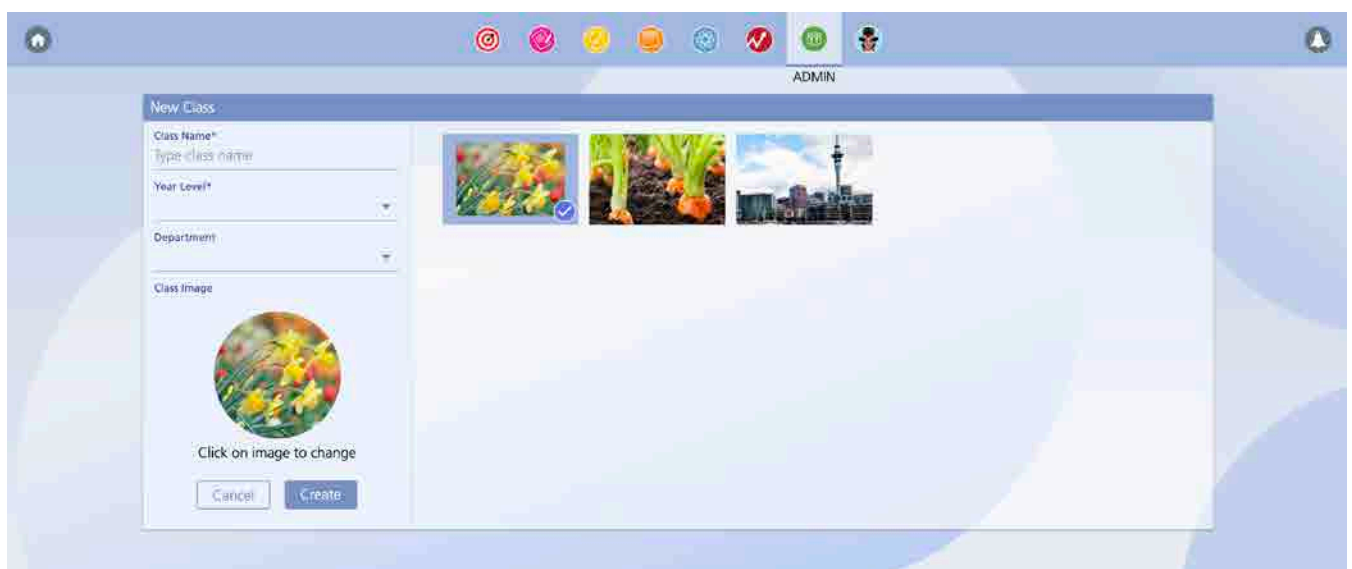 ADMIN
New Class
Class Name*
Type class name
Year Level*
Department
Class Image
Click on image to change
Cancel
Create